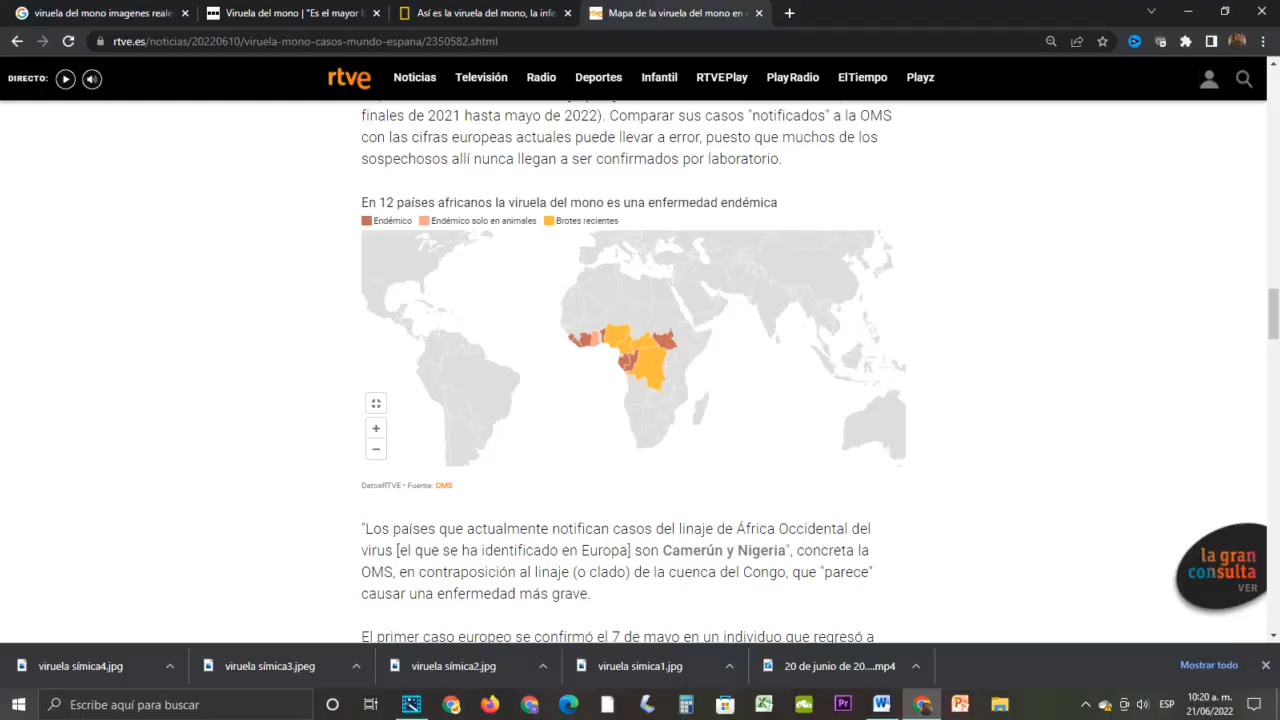 viruela del mono imagenes reale
Viruela del mono | "Es el mayor
Así es la viruela del mono, la infe
Mapa de la viruela del mono en
rtve.es/noticias/20220610/viruela-mono-casos-mundo-espana/2350582.shtml
DIRECTO:
rtve
Noticias
Televisión
Radio
Deportes
Infantil
RTVEPlay
PlayRadio
ElTiempo
Playz
finales de 2021 hasta mayo de 2022). Comparar sus casos "notificados" a la OMS
con las cifras europeas actuales puede llevar a error, puesto que muchos de los
sospechosos allí nunca llegan a ser confirmados por laboratorio.
En 12 países africanos la viruela del mono es una enfermedad endémica
Endémico
Endémico solo en animales
Brotes recientes
DatosRTVE • Fuente: OMS
"Los países que actualmente notifican casos del linaje de África Occidental del
virus [el que se ha identificado en Europa] son Camerún y Nigeria", concreta la
OMS, en contraposición al linaje (o clado) de la cuenca del Congo, que "parece"
causar una enfermedad más grave.
El primer caso europeo se confirmó el 7 de mayo en un individuo que regresó a
la gran
consulta
VER
viruela símica4.jpg
viruela símica3.jpeg
viruela símica2.jpg
viruela simica1.jpg
20 de junio de 20....mp4
Mostrar todo
Escribe aquí para buscar
ESP
10:20 a. m.
21/06/2022